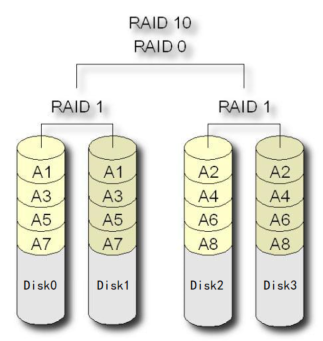 RAID 10
RAID 0
RAID 1 RAID 1
A1 A1 A2 A2
A3 A3 A4 A4
A5 A5 A6 A6
A7 A7 A8 A8
Disk0 Disk1 Disk2 Disk3